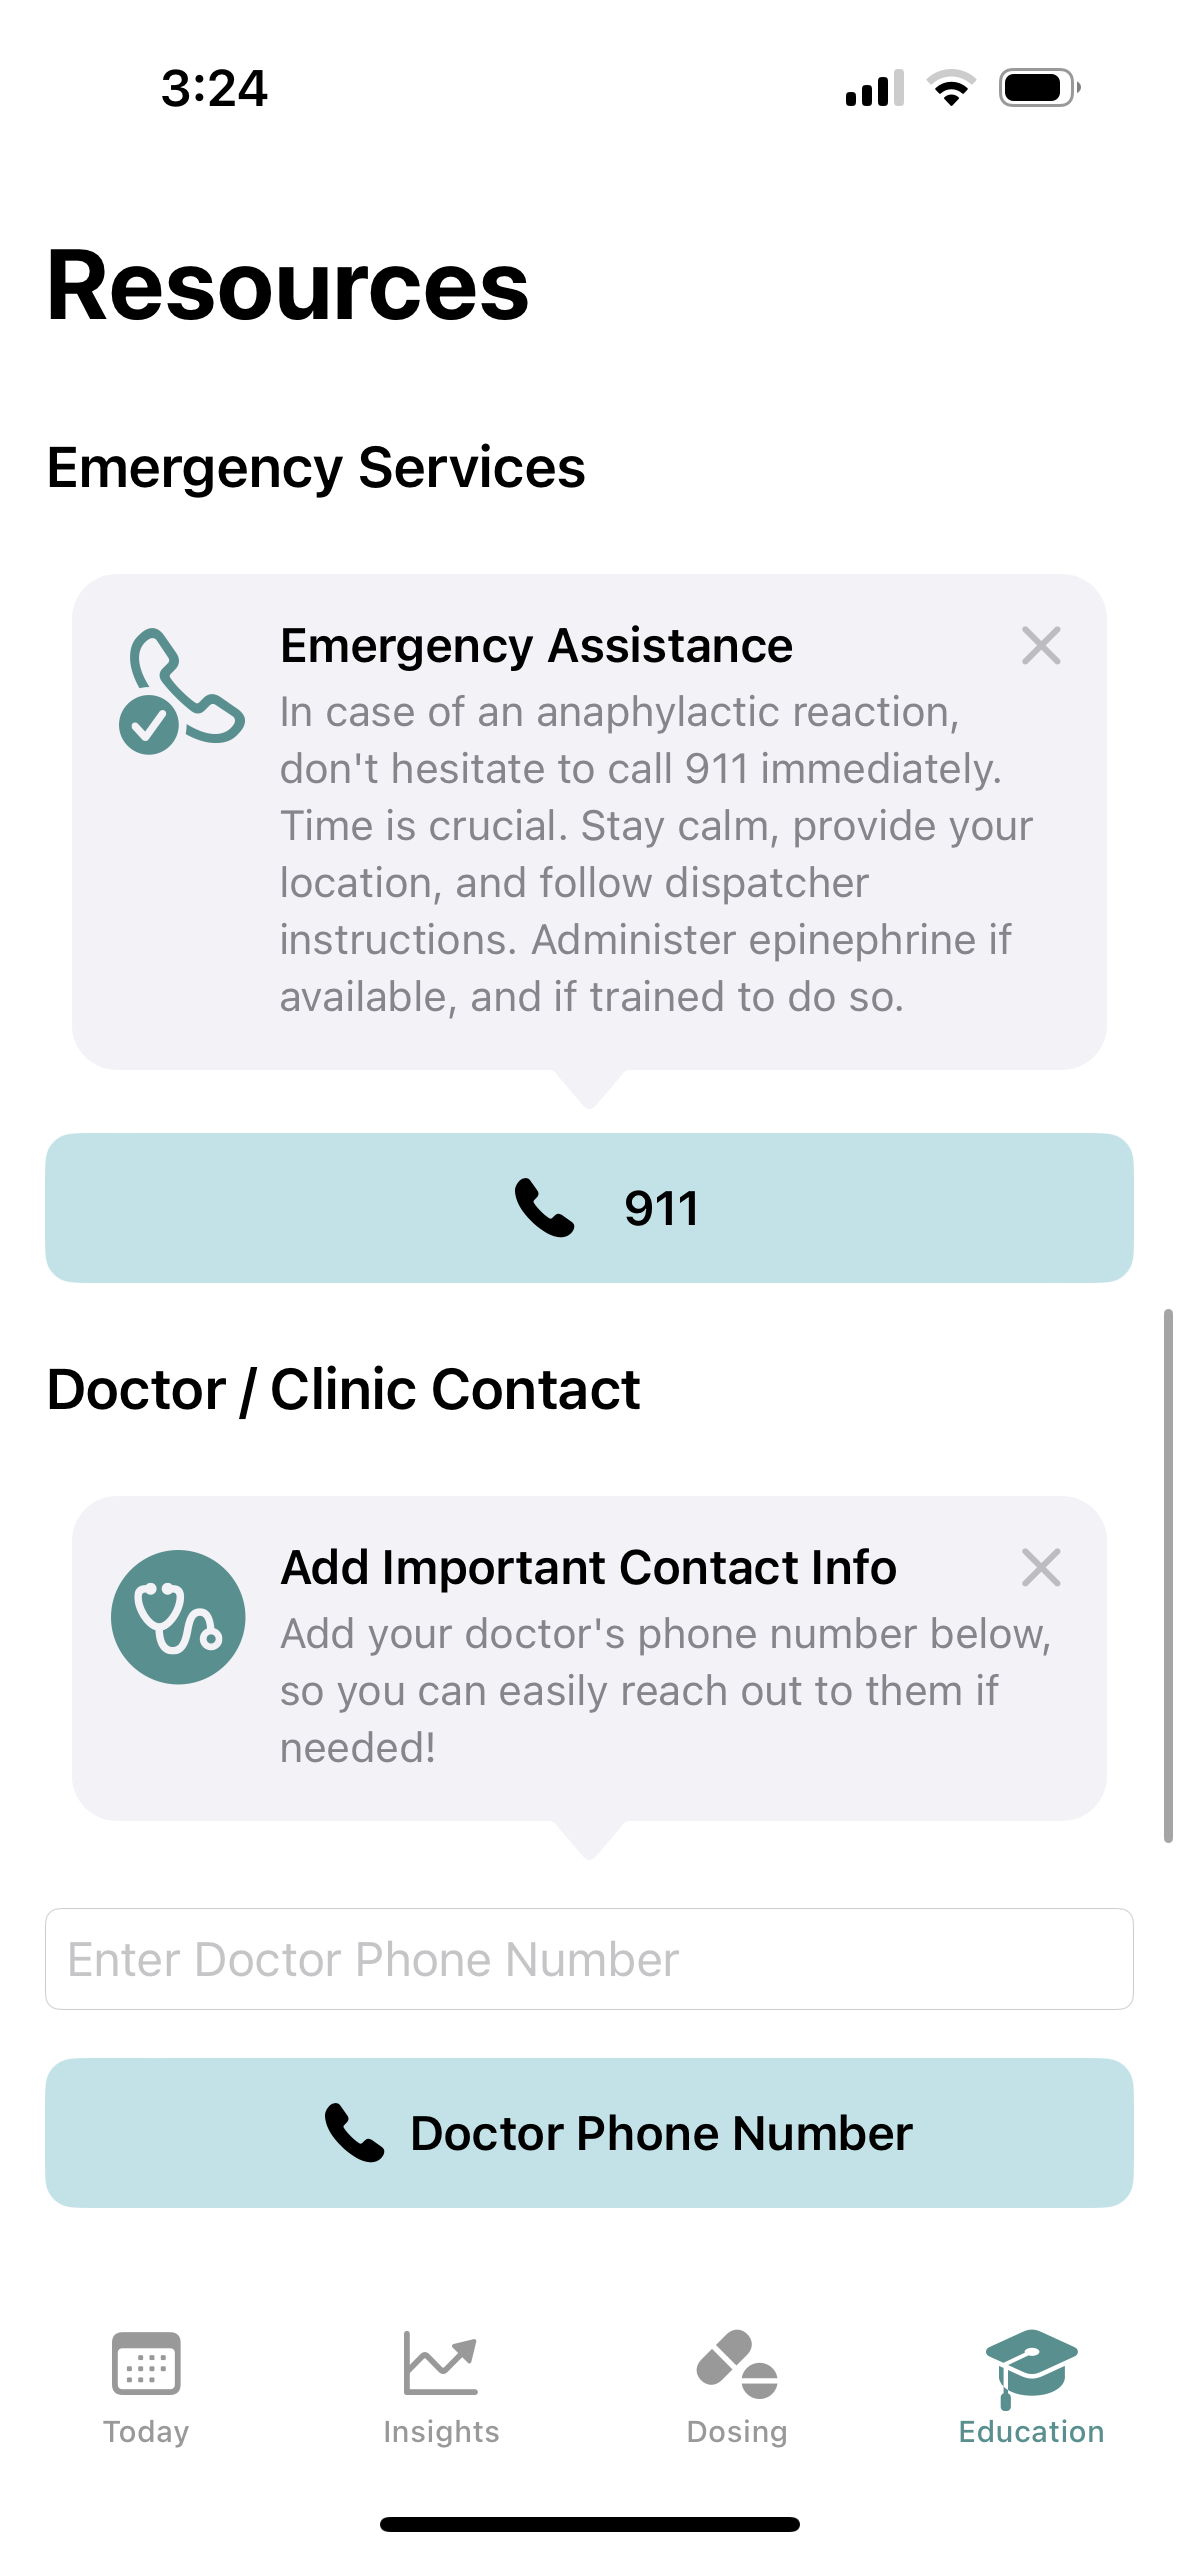 3:24
Resources
Emergency Services
Emergency Assistance
In case of an anaphylactic reaction,
don't hesitate to call 911 immediately.
Time is crucial. Stay calm, provide your
location, and follow dispatcher
instructions. Administer epinephrine if
available, and if trained to do so.
911
Doctor / Clinic Contact
Add Important Contact Info
Add your doctor's phone number below,
so you can easily reach out to them if
needed!
Enter Doctor Phone Number
Doctor Phone Number
Today
Insights
Dosing
Education